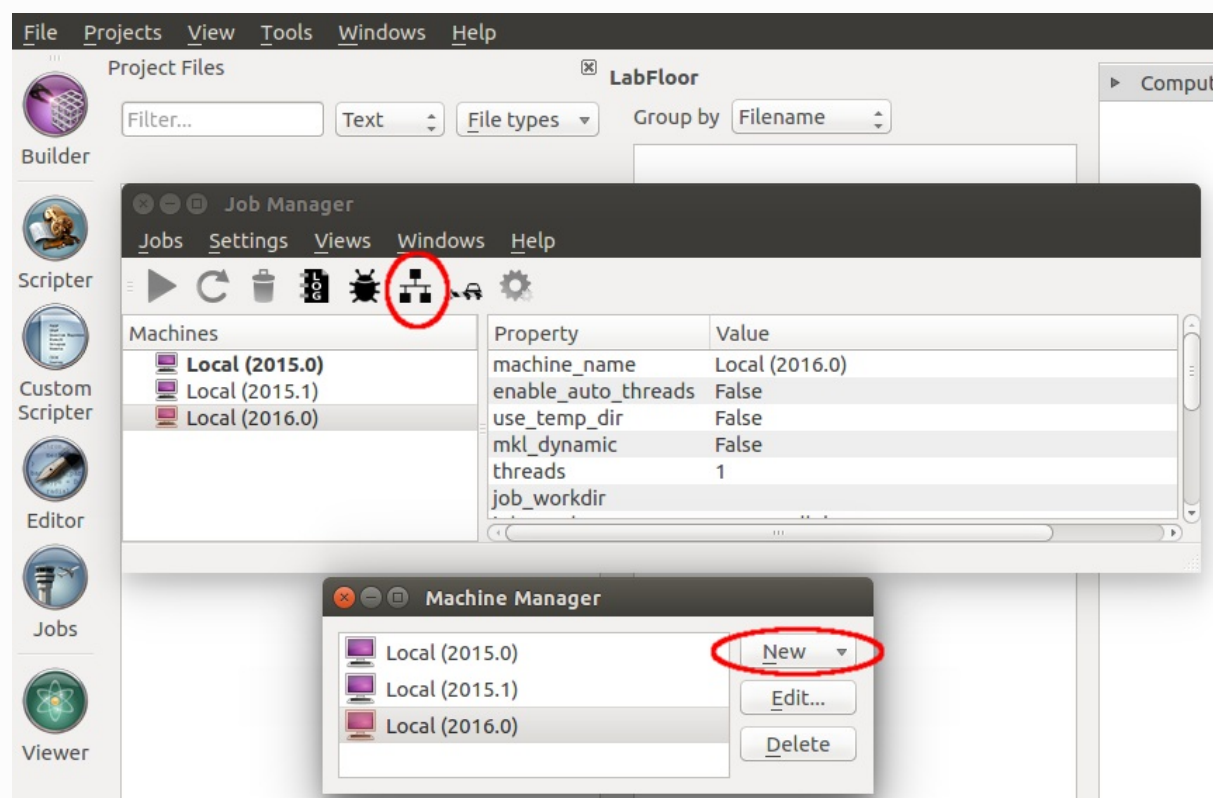 File Projects View Tools Windows Help
Project Files
LabFloor
Comput
Filter...
Text
File types
Group by Filename
Builder
Scripter
Custom
Scripter
Editor
Jobs
Viewer
Job Manager
Jobs Settings Views Windows Help
LOG
Machines
Local (2015.0)
Local (2015.1)
Local (2016.0)
Property Value
machine_name Local (2016.0)
enable_auto_threads False
use_temp_dir False
mkl_dynamic False
threads 1
job_workdir
Machine Manager
Local (2015.0)
Local (2015.1)
Local (2016.0)
New
Edit...
Delete